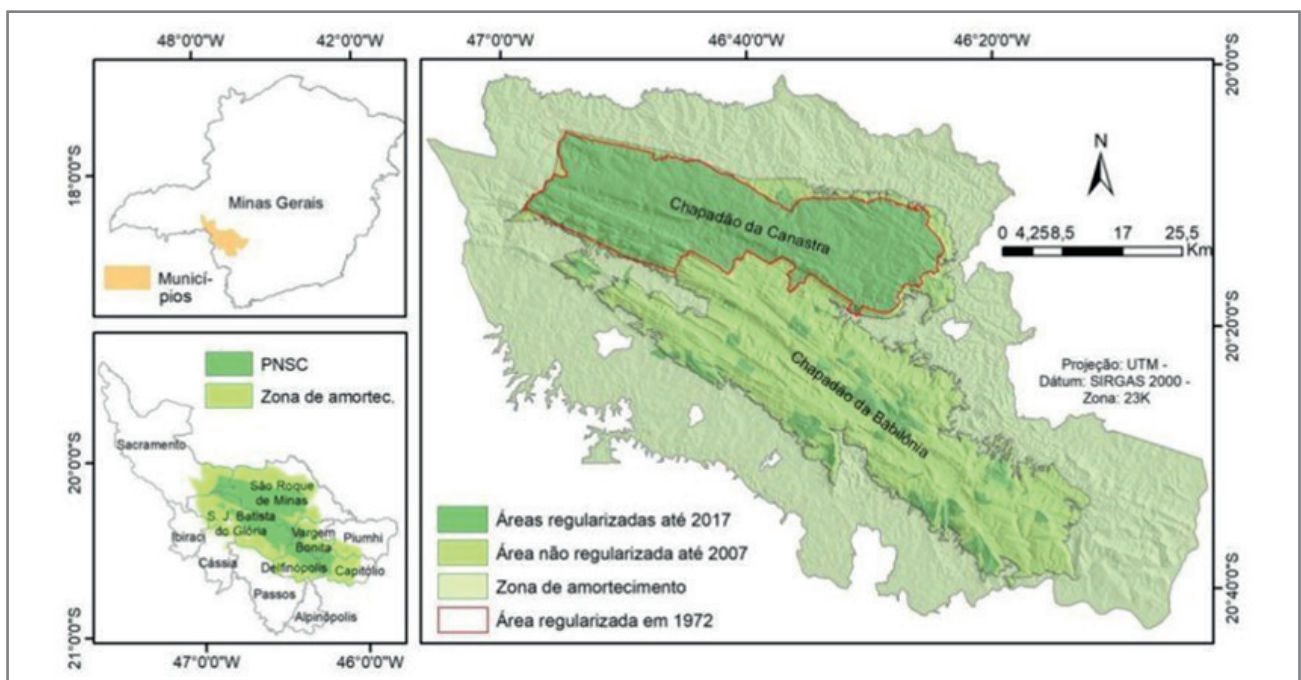 48°0'0"W
42°0'0"W
18°0'0"S
Minas Gerais
Municí-
pios
PNSC
Zona de amortec.
Sacramento
São Roque
de Minas
S. J. Batista
do Glória
Vargem
Bonita
Ibiraci
Piumhi
Cássia
Delfinópolis
Capitólio
Passos
Alpinópolis
20°0'0"S
21°0'0"S
47°0'0"W
46°0'0"W
47°0'0"W
46°40'0"W
46°20'0"W
20°0'0"S
20°20'0"S
20°40'0"S
N
0 4,258,5 17 25,5
Km
Chapadão da Canastra
Chapadão da Babilônia
Projeção: UTM -
Dátum: SIRGAS 2000 -
Zona: 23K
Áreas regularizadas até 2017
Área não regularizada até 2007
Zona de amortecimento
Área regularizada em 1972